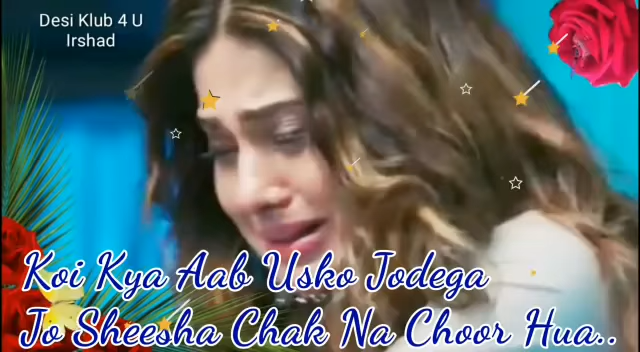 Desi Klub 4 U
Irshad
Koi Kya Aab Usko Jodega
Jo Sheesha Chak Na Choor Hua..